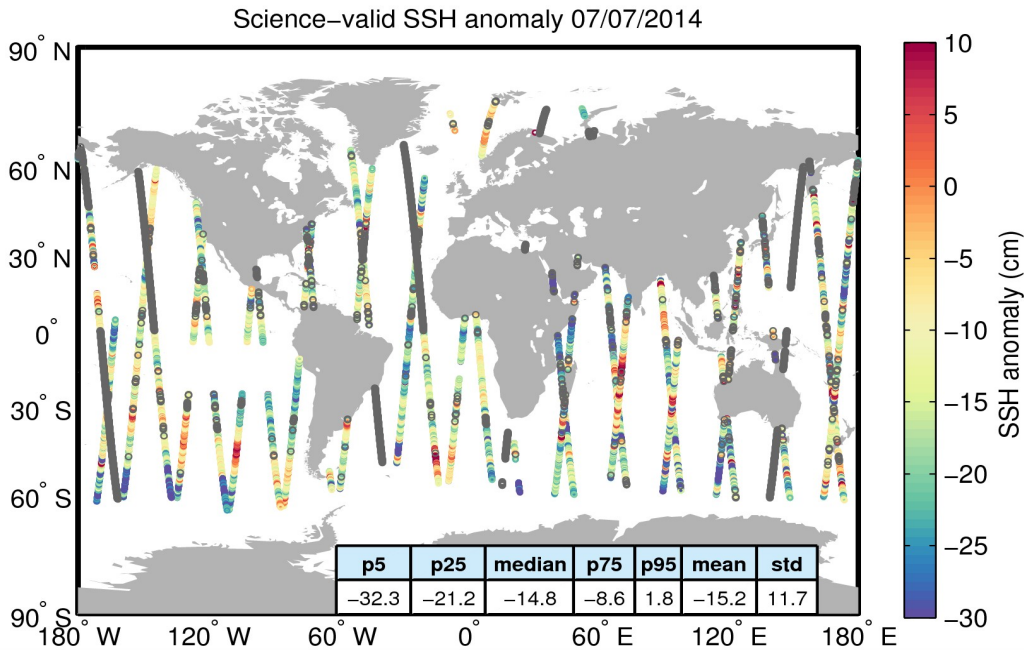 Science−valid SSH anomaly 07/07/2014
90° N
60° N
30° N
0°
30° S
60° S
90° S
180° W
120° W
60° W
0°
60° E
120° E
180° E
p5 p25 median p75 p95 mean std
−32.3 −21.2 −14.8 −8.6 1.8 −15.2 11.7
10
5
0
−5
−10
−15
−20
−25
−30
SSH anomaly (cm)